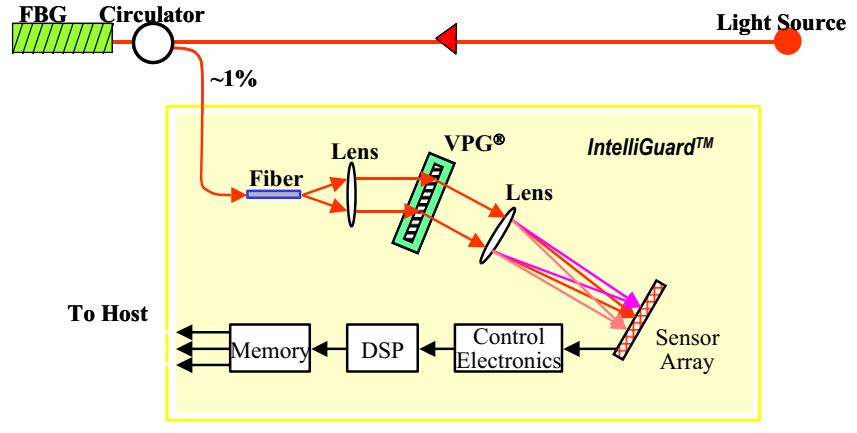 FBG
Circulator
Light Source
~1%
IntelliGuard™
VPG®
Lens
Fiber
Lens
To Host
Memory
DSP
Control
Electronics
Sensor
Array